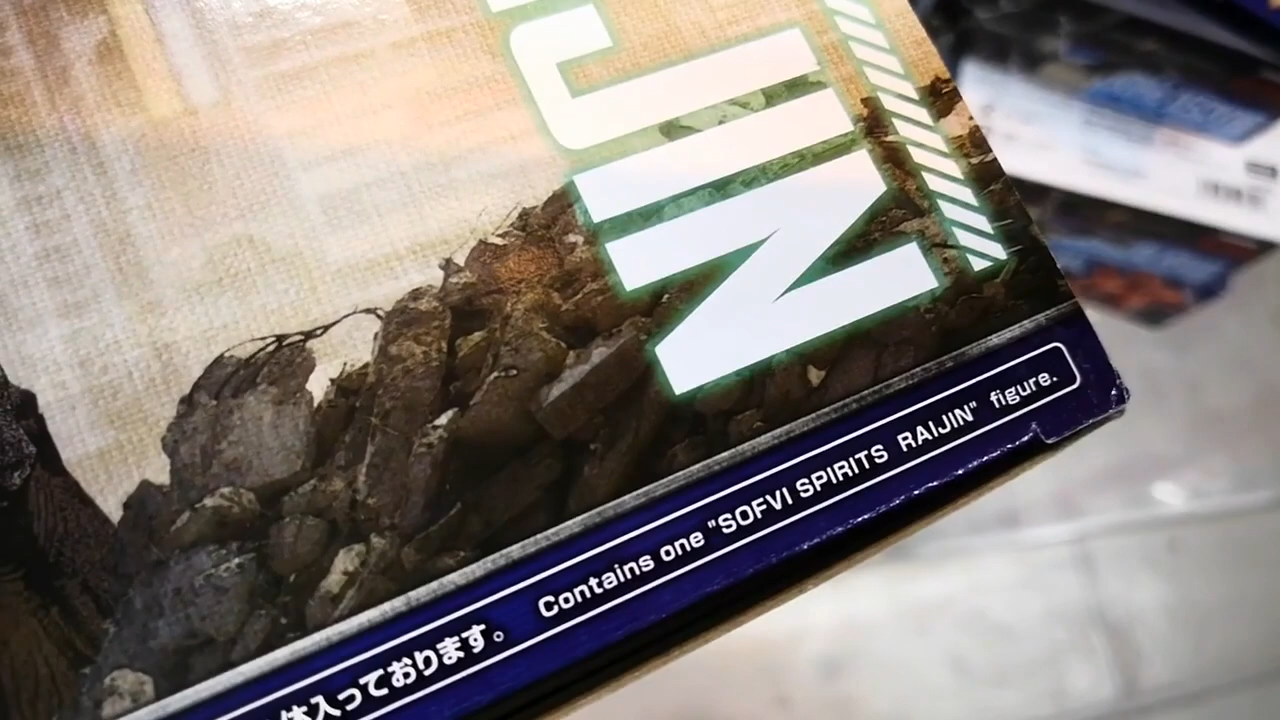 JIN
体入っております。 Contains one "SOFVI SPIRITS RAIJIN" figure.